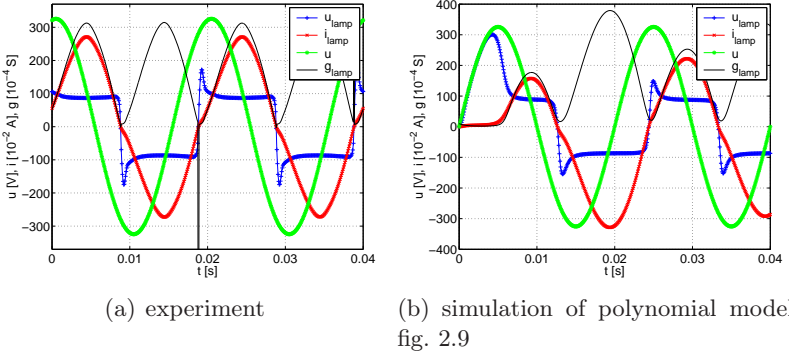 u [V], i [10⁻² A], g [10⁻⁴ S]
300
200
100
0
−100
−200
−300
0
0.01
0.02
0.03
0.04
t [s]
u_lamp
i_lamp
u
g_lamp
(a) experiment
u [V], i [10⁻² A], g [10⁻⁴ S]
400
300
200
100
0
−100
−200
−300
−400
0
0.01
0.02
0.03
0.04
t [s]
u_lamp
i_lamp
u
g_lamp
(b) simulation of polynomial model
fig. 2.9